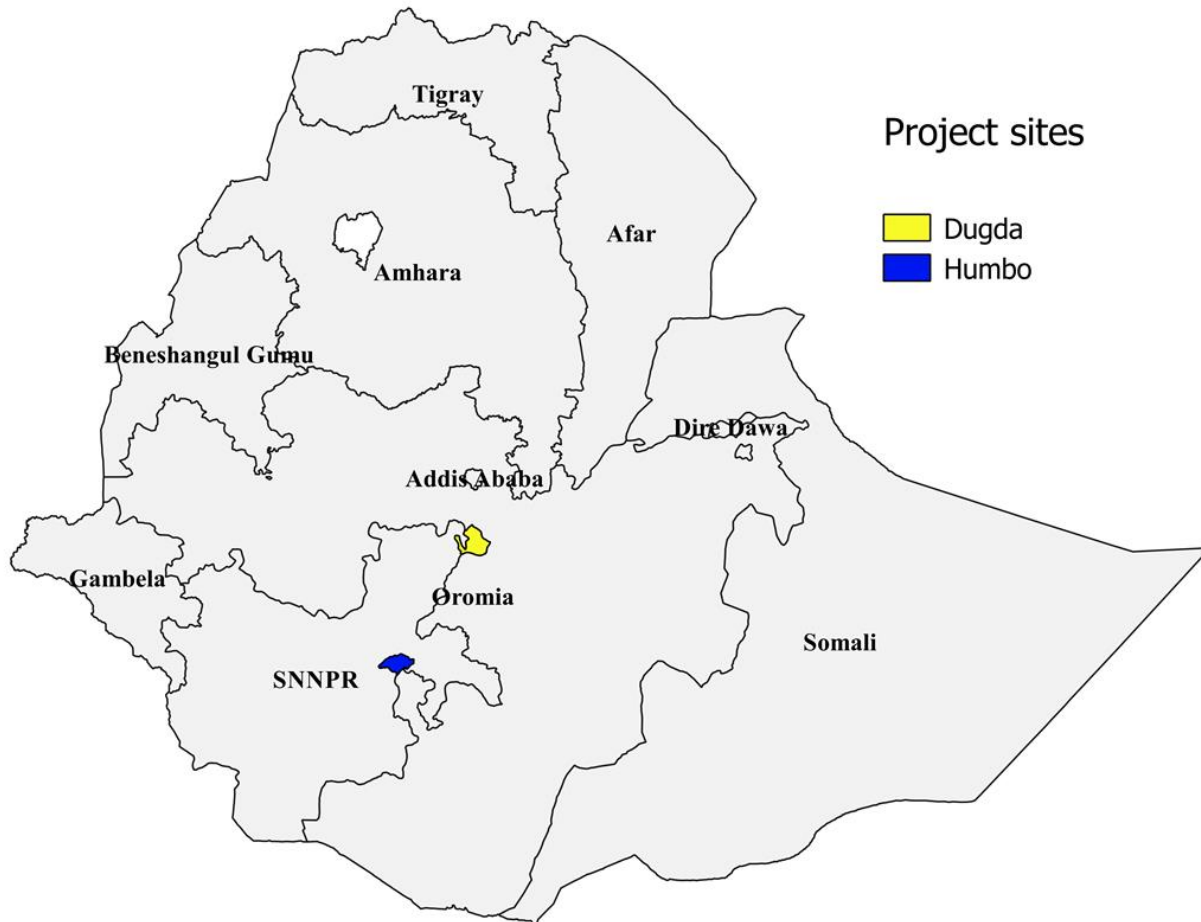 Tigray
Project sites
Afar
Dugda
Humbo
Amhara
Beneshangul Gumu
Dire Dawa
Addis Ababa
Gambela
Oromia
Somali
SNNPR